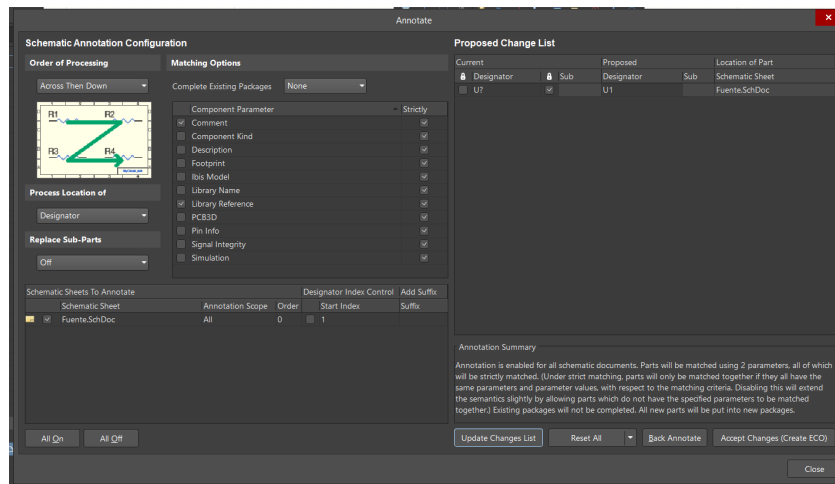 Annotate
Schematic Annotation Configuration
Order of Processing
Across Then Down
R1 R2
R3 R4
Process Location of
Designator
Replace Sub-Parts
Off
Matching Options
Complete Existing Packages None
Component Parameter Strictly
Comment
Component Kind
Description
Footprint
Ibis Model
Library Name
Library Reference
PCB3D
Pin Info
Signal Integrity
Simulation
Schematic Sheets To Annotate Designator Index Control Add Suffix
Schematic Sheet Annotation Scope Order Start Index Suffix
Fuente.SchDoc All 0 1
All On All Off
Proposed Change List
Current Proposed Location of Part
Designator Sub Designator Sub Schematic Sheet
U? U1 Fuente.SchDoc
Annotation Summary
Annotation is enabled for all schematic documents. Parts will be matched using 2 parameters, all of which
will be strictly matched. (Under strict matching, parts will only be matched together if they all have the
same parameters and parameter values, with respect to the matching criteria. Disabling this will extend
the semantics slightly by allowing parts which do not have the specified parameters to be matched
together.) Existing packages will not be completed. All new parts will be put into new packages.
Update Changes List Reset All Back Annotate Accept Changes (Create ECO)
Close